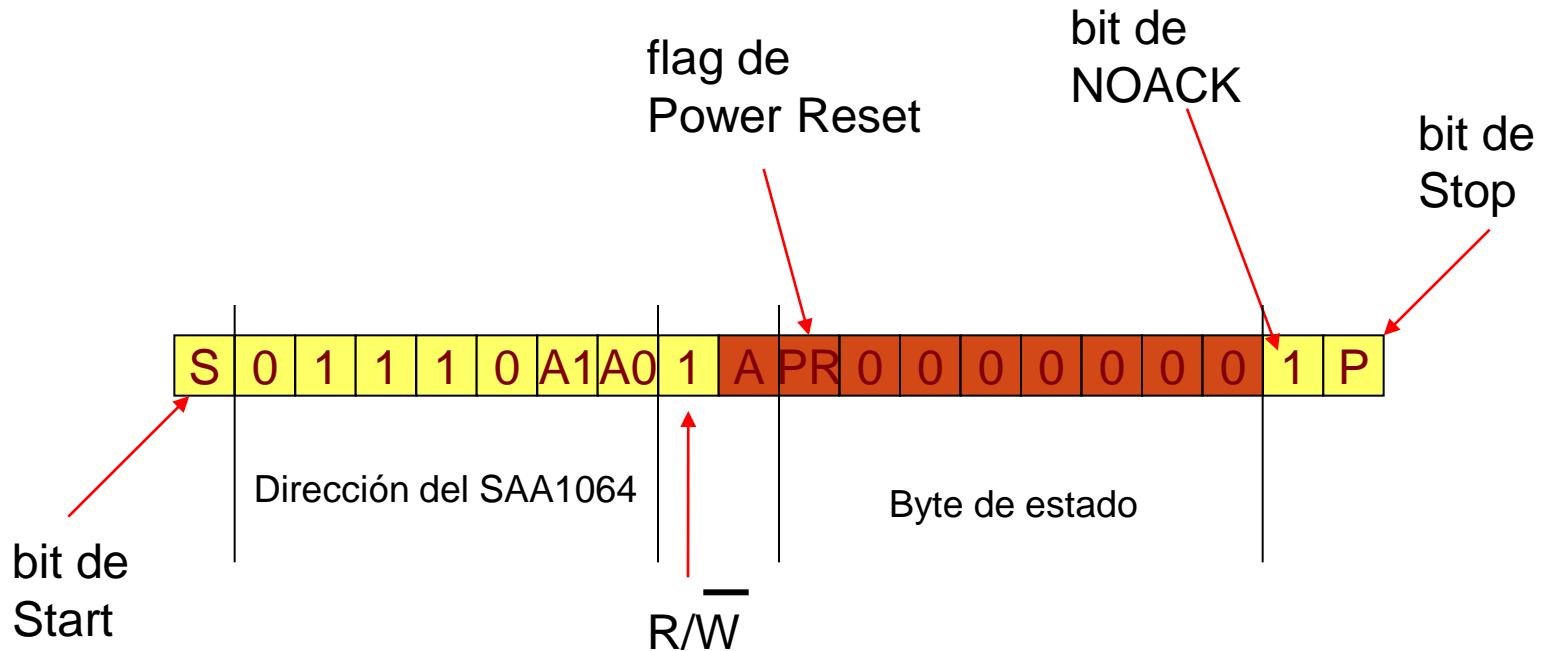 flag de
Power Reset
bit de
NOACK
bit de
Stop
S 0 1 1 1 0 A1 A0 1 A PR 0 0 0 0 0 0 0 1 P
Dirección del SAA1064
Byte de estado
bit de
Start
R/W̅